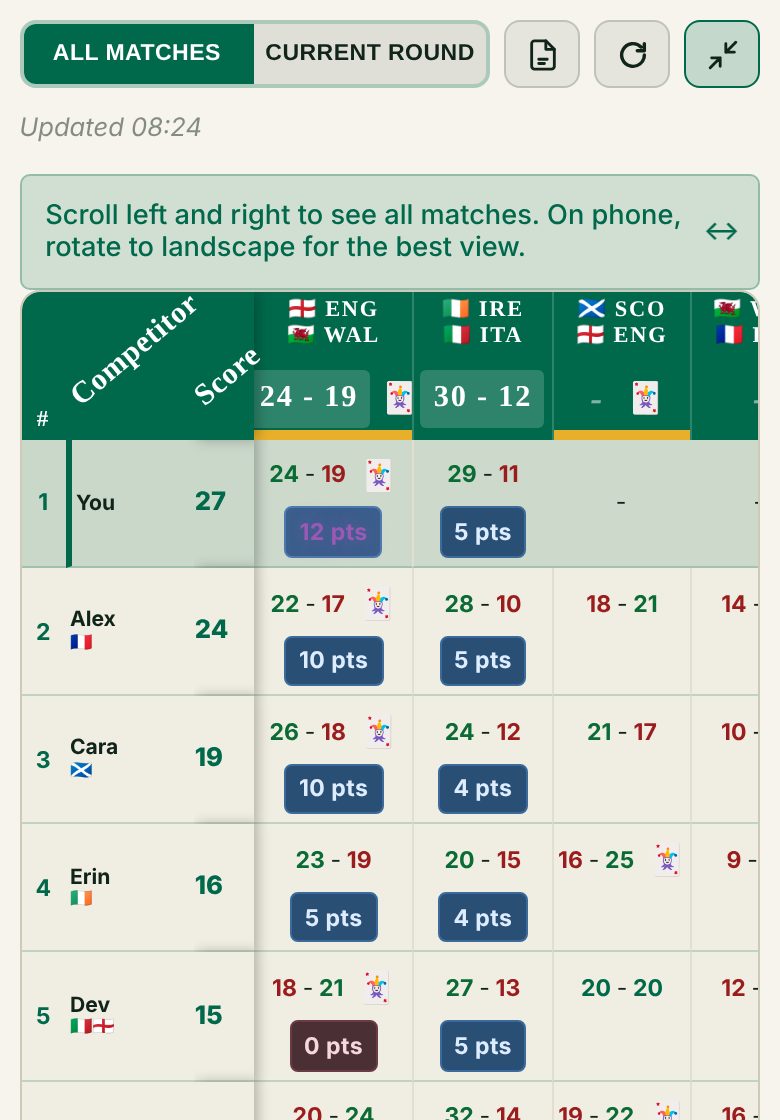 ALL MATCHES CURRENT ROUND
Updated 08:24
Scroll left and right to see all matches. On phone,
rotate to landscape for the best view.
# Competitor Score
ENG
WAL
24 - 19
IRE
ITA
30 - 12
SCO
ENG
-
1 You 27
24 - 19
12 pts
29 - 11
5 pts
-
2 Alex 24
22 - 17
10 pts
28 - 10
5 pts
18 - 21
14 -
3 Cara 19
26 - 18
10 pts
24 - 12
4 pts
21 - 17
10 -
4 Erin 16
23 - 19
5 pts
20 - 15
4 pts
16 - 25
9 -
5 Dev 15
18 - 21
0 pts
27 - 13
5 pts
20 - 20
12 -
20 - 24
32 - 14
19 - 22
16 -